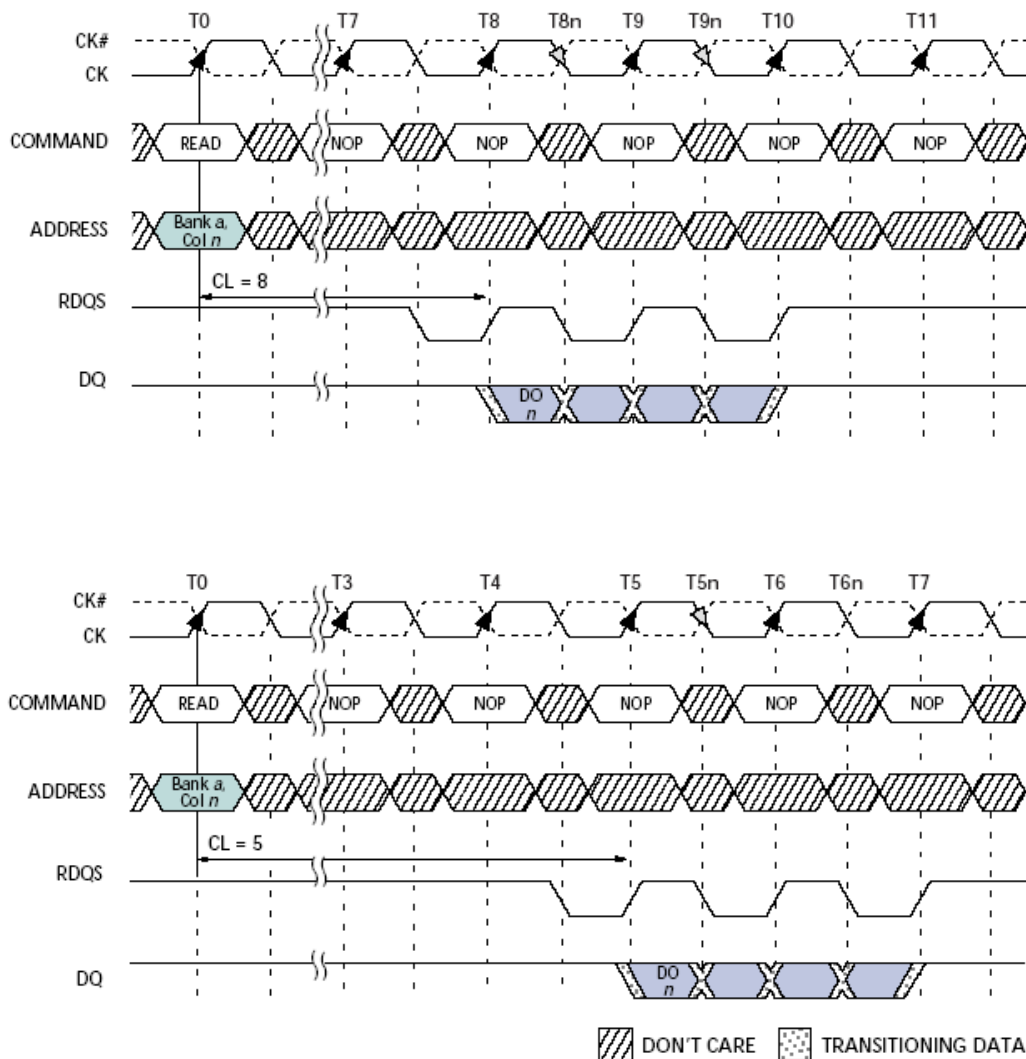 T0 T7 T8 T8n T9 T9n T10 T11
CK#
CK
COMMAND READ NOP NOP NOP NOP NOP
ADDRESS Bank a,
Col n
CL = 8
RDQS
DQ
DO
n
T0 T3 T4 T5 T5n T6 T6n T7
CK#
CK
COMMAND READ NOP NOP NOP NOP NOP
ADDRESS Bank a,
Col n
CL = 5
RDQS
DQ
DO
n
DON'T CARE TRANSITIONING DATA